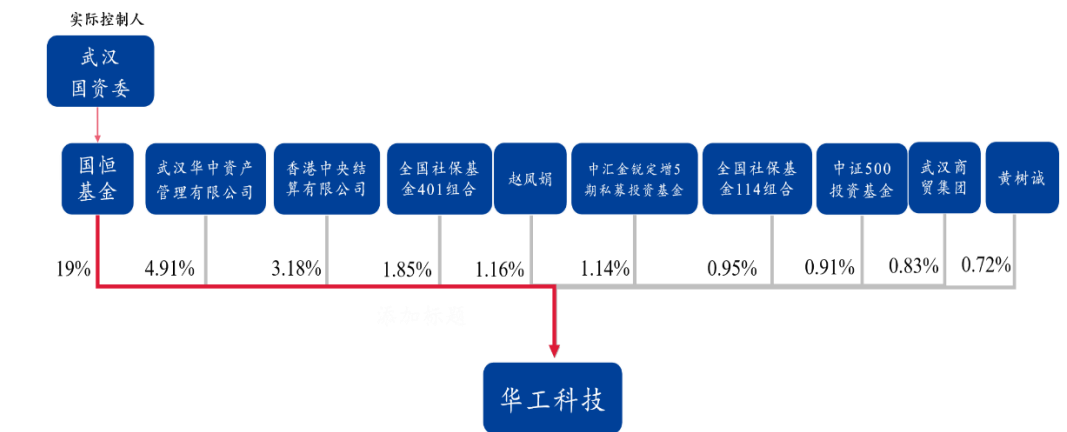 实际控制人
武汉
国资委
国恒
基金
武汉华中资产
管理有限公司
香港中央结
算有限公司
全国社保基
金401组合
赵凤娟
中汇金锐定增5
期私募投资基金
全国社保基
金114组合
中证500
投资基金
武汉商
贸集团
黄树诚
19%
4.91%
3.18%
1.85%
1.16%
1.14%
0.95%
0.91%
0.83%
0.72%
华工科技